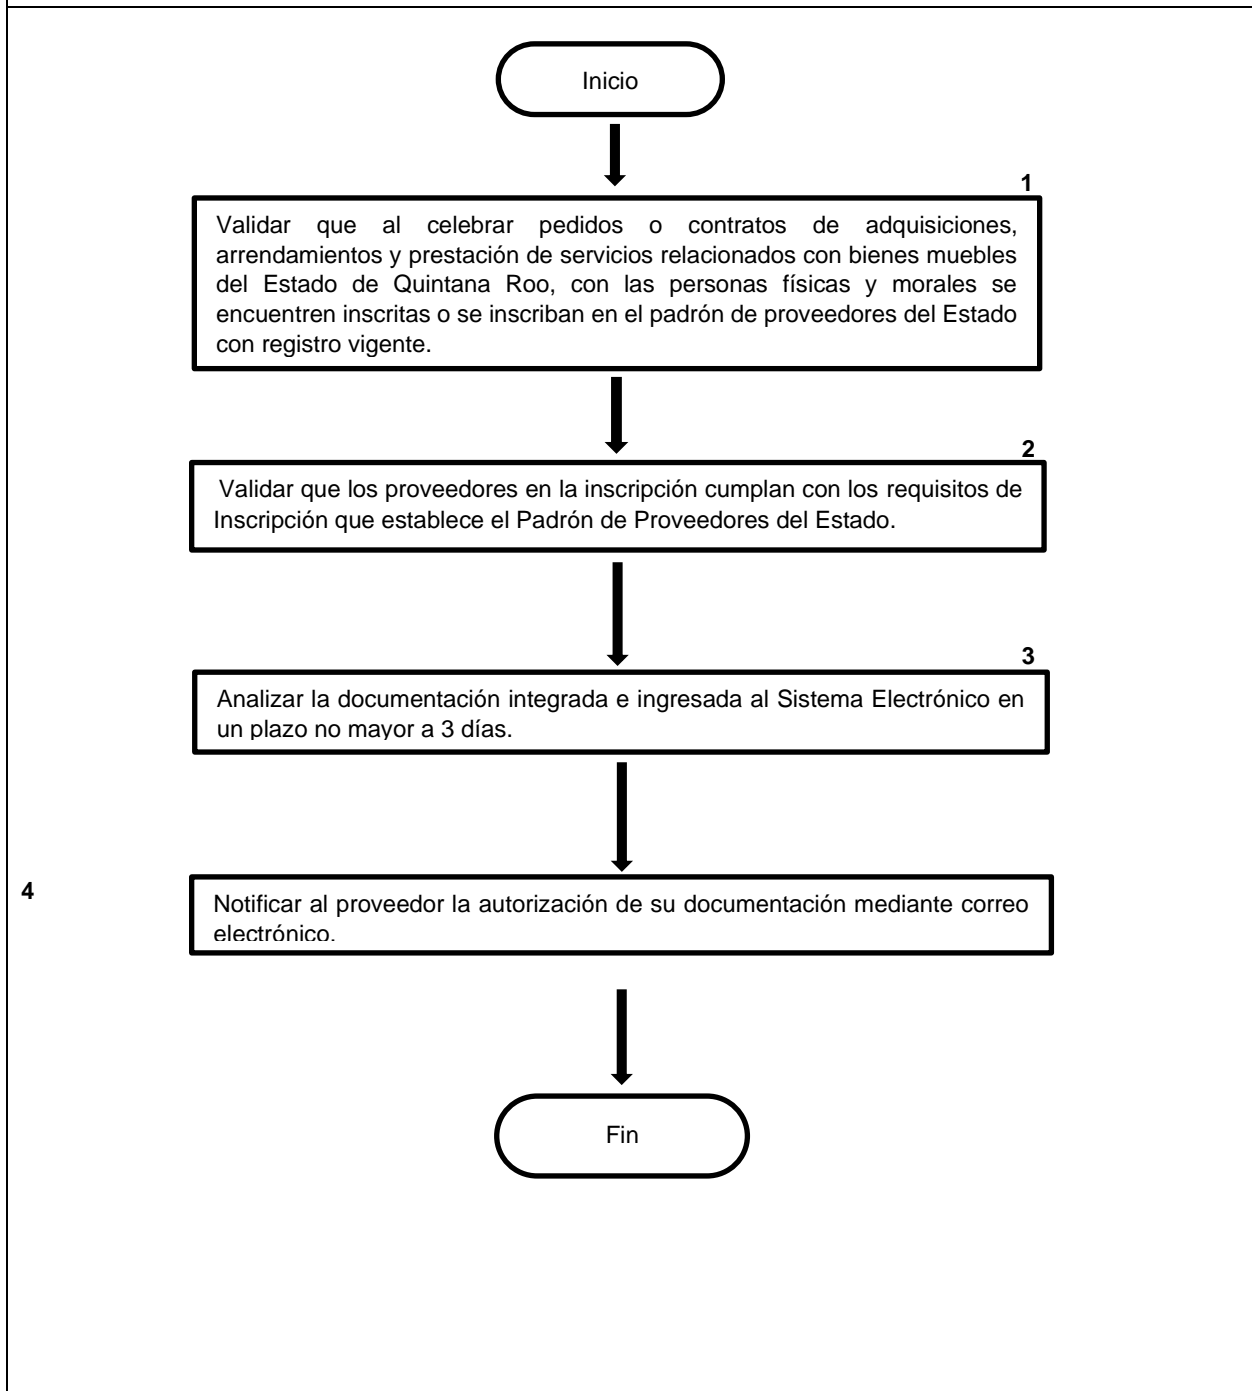 Inicio
1
Validar que al celebrar pedidos o contratos de adquisiciones,
arrendamientos y prestación de servicios relacionados con bienes muebles
del Estado de Quintana Roo, con las personas físicas y morales se
encuentren inscritas o se inscriban en el padrón de proveedores del Estado
con registro vigente.
2
Validar que los proveedores en la inscripción cumplan con los requisitos de
Inscripción que establece el Padrón de Proveedores del Estado.
3
Analizar la documentación integrada e ingresada al Sistema Electrónico en
un plazo no mayor a 3 días.
4
Notificar al proveedor la autorización de su documentación mediante correo
electrónico.
Fin